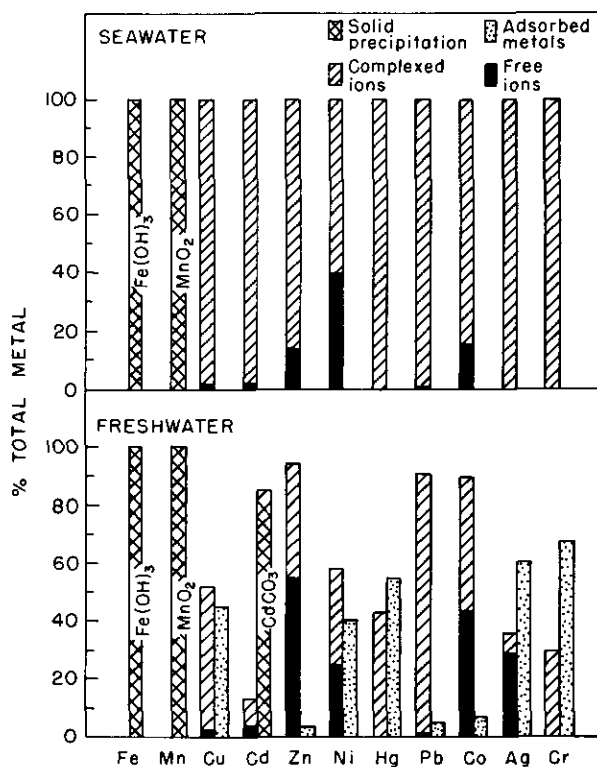 SEAWATER
Solid precipitation
Adsorbed metals
Complexed ions
Free ions
100
80
60
40
20
0
Fe(OH)3
MnO2
% TOTAL METAL
FRESHWATER
100
80
60
40
20
0
Fe(OH)3
MnO2
CdCO3
Fe Mn Cu Cd Zn Ni Hg Pb Co Ag Cr